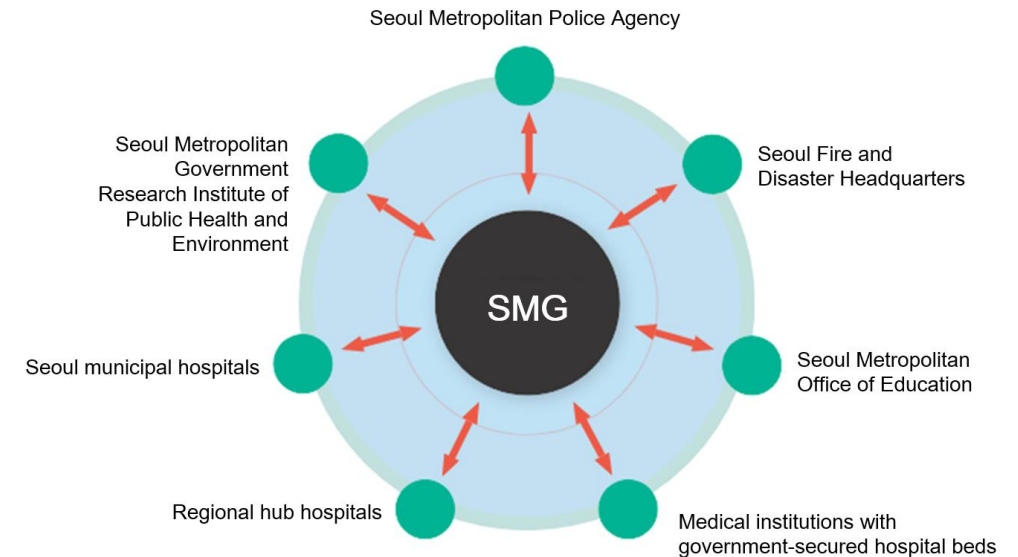 Seoul Metropolitan Police Agency
Seoul Metropolitan
Government
Research Institute of
Public Health and
Environment
Seoul Fire and
Disaster Headquarters
SMG
Seoul municipal hospitals
Seoul Metropolitan
Office of Education
Regional hub hospitals
Medical institutions with
government-secured hospital beds